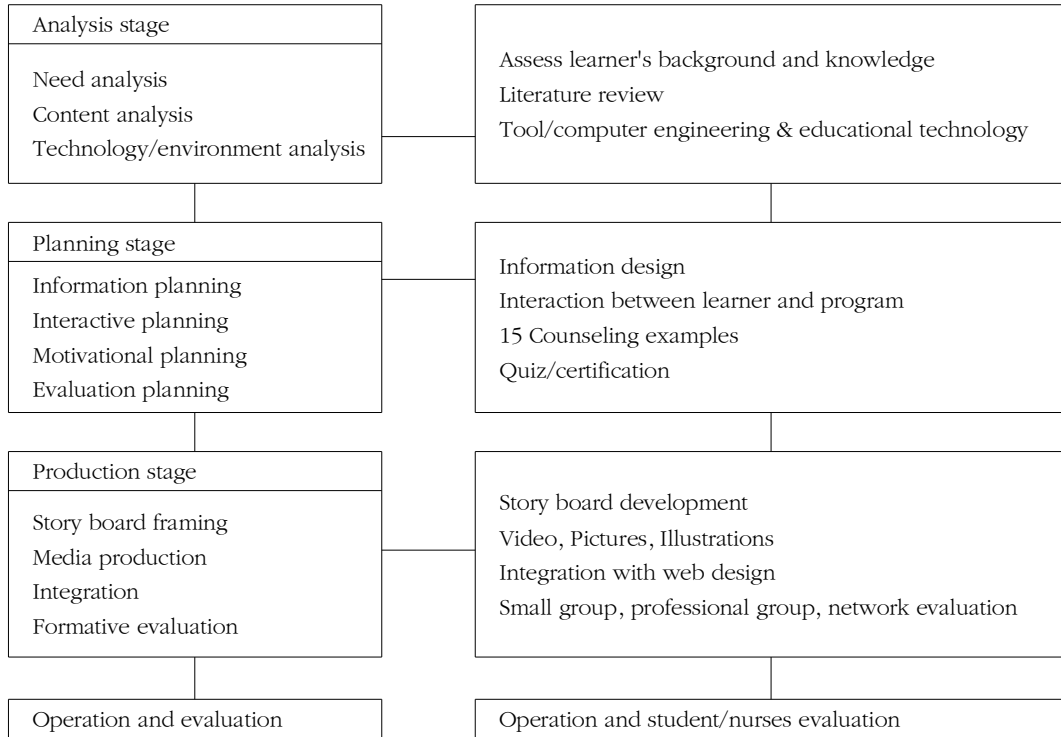 Analysis stage
Need analysis
Content analysis
Technology/environment analysis
Assess learner's background and knowledge
Literature review
Tool/computer engineering & educational technology
Planning stage
Information planning
Interactive planning
Motivational planning
Evaluation planning
Information design
Interaction between learner and program
15 Counseling examples
Quiz/certification
Production stage
Story board framing
Media production
Integration
Formative evaluation
Story board development
Video, Pictures, Illustrations
Integration with web design
Small group, professional group, network evaluation
Operation and evaluation
Operation and student/nurses evaluation